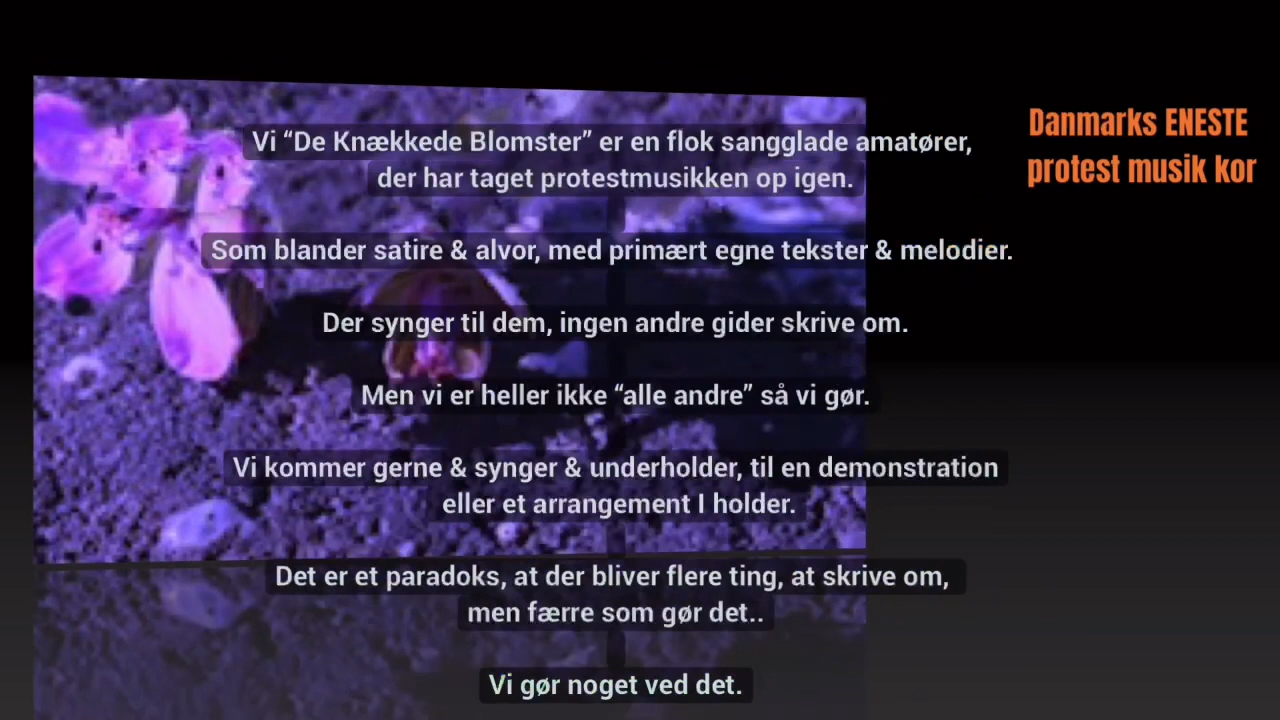 Danmarks ENESTE
protest musik kor
Vi “De Knækkede Blomster” er en flok sangglade amatører,
der har taget protestmusikken op igen.
Som blander satire & alvor, med primært egne tekster & melodier.
Der synger til dem, ingen andre gider skrive om.
Men vi er heller ikke “alle andre” så vi gør.
Vi kommer gerne & synger & underholder, til en demonstration
eller et arrangement I holder.
Det er et paradoks, at der bliver flere ting, at skrive om,
men færre som gør det..
Vi gør noget ved det.